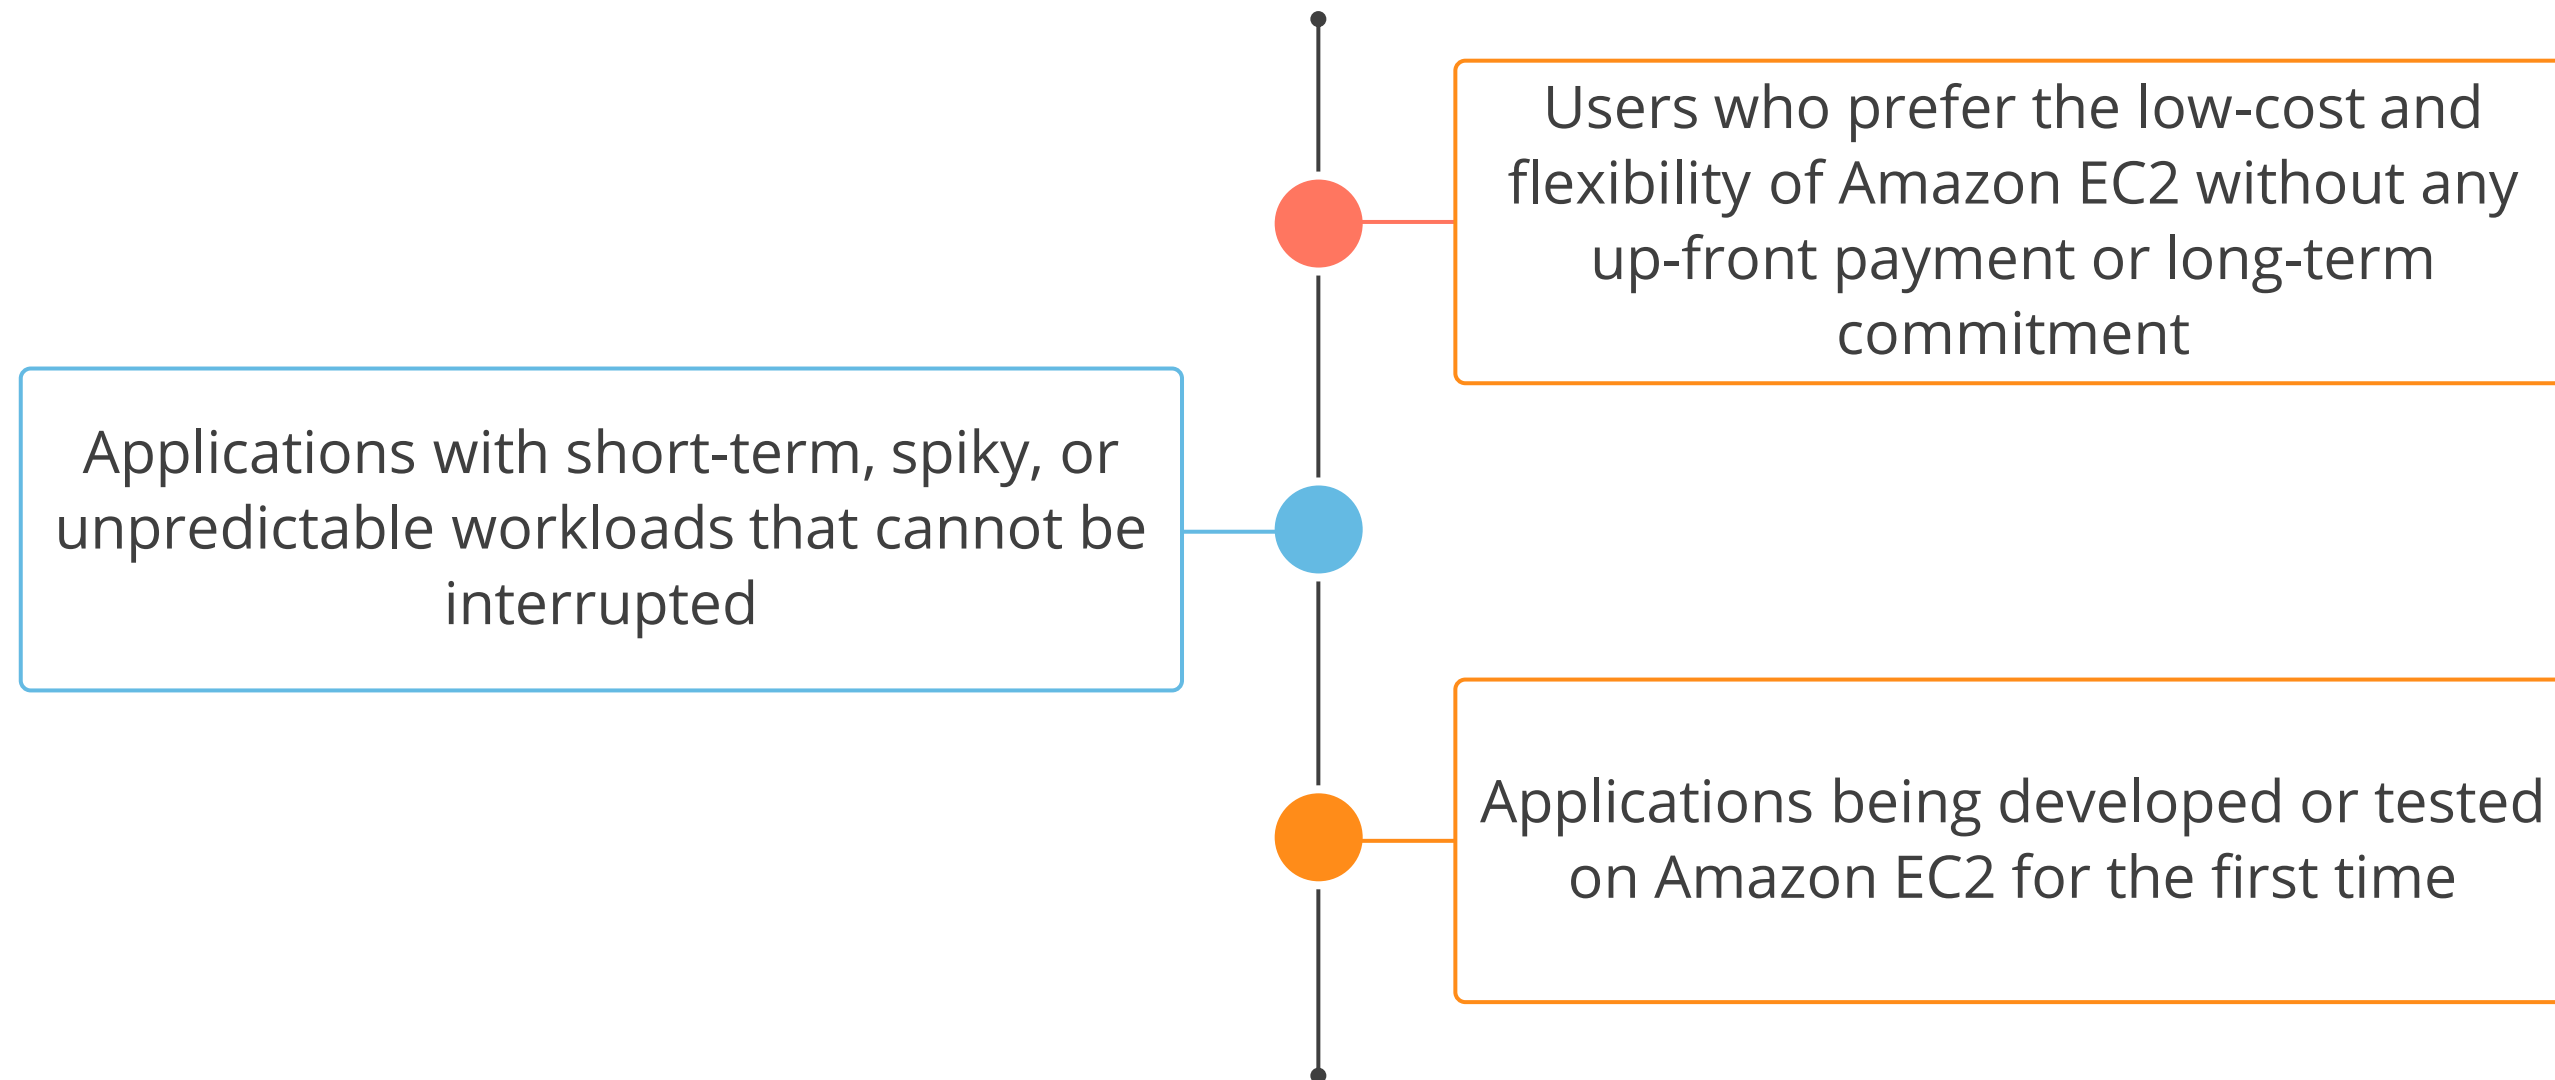 Users who prefer the low-cost and
flexibility of Amazon EC2 without any
up-front payment or long-term
commitment
Applications with short-term, spiky, or
unpredictable workloads that cannot be
interrupted
Applications being developed or tested
on Amazon EC2 for the first time